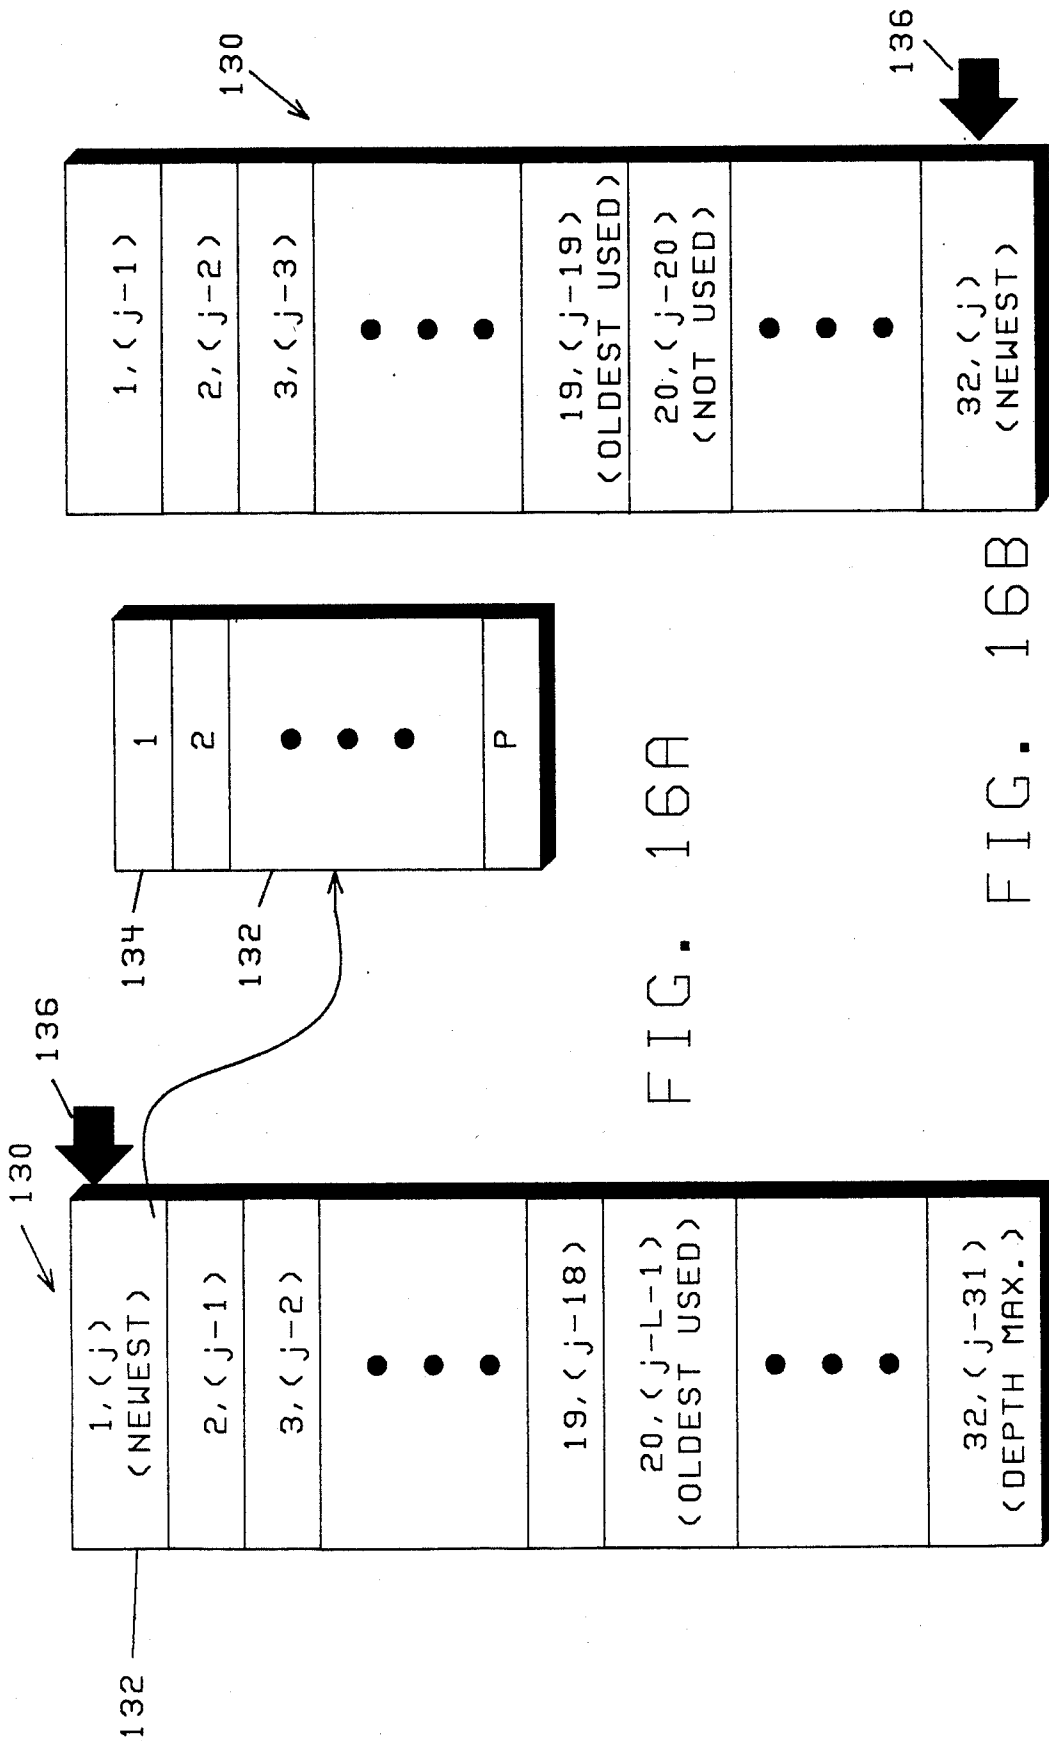 130
136
132
1,(j)
(NEWEST)
2,(j-1)
3,(j-2)
19,(j-18)
20,(j-L-1)
(OLDEST USED)
32,(j-31)
(DEPTH MAX.)
134
132
1
2
P
FIG. 16A
130
1,(j-1)
2,(j-2)
3,(j-3)
19,(j-19)
(OLDEST USED)
20,(j-20)
(NOT USED)
32,(j)
(NEWEST)
136
FIG. 16B